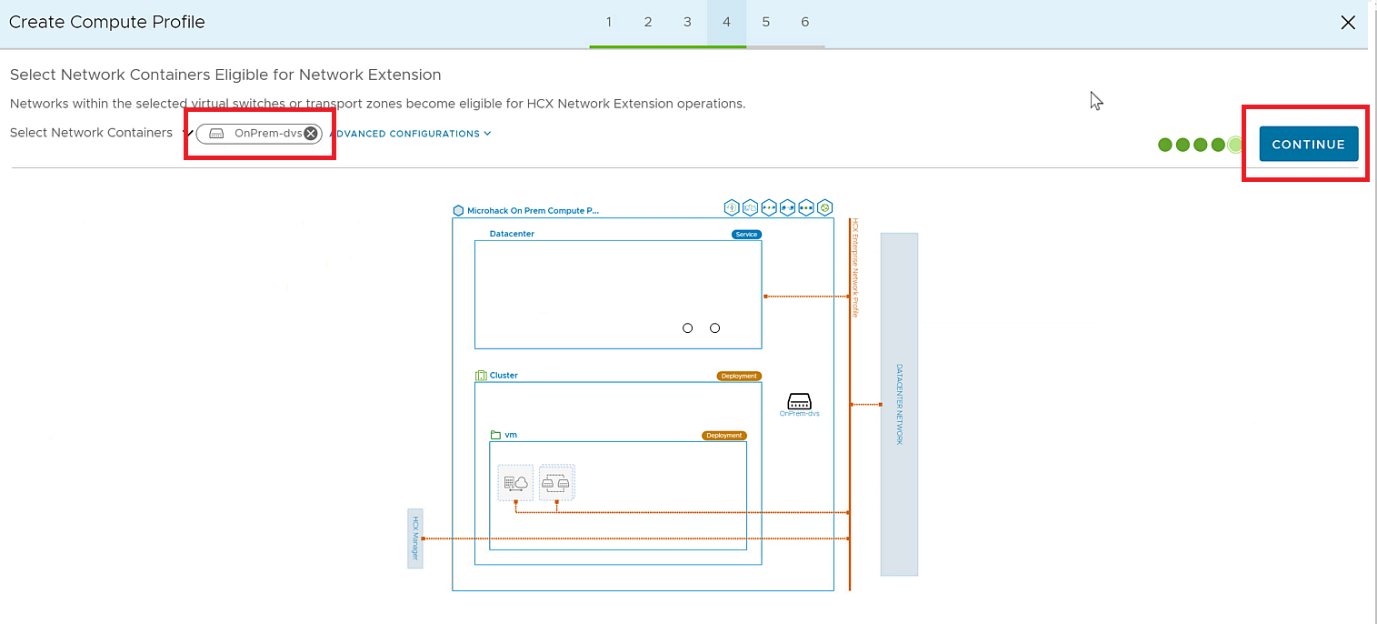 Create Compute Profile
1 2 3 4 5 6
Select Network Containers Eligible for Network Extension
Networks within the selected virtual switches or transport zones become eligible for HCX Network Extension operations.
Select Network Containers
OnPrem-dvs
ADVANCED CONFIGURATIONS
CONTINUE
Microhack On Prem Compute P...
Datacenter
Service
HCX Enterprise Network Profile
Cluster
Deployment
OnPrem-dvs
DATACENTER NETWORK
vm
Deployment
HCX Manager